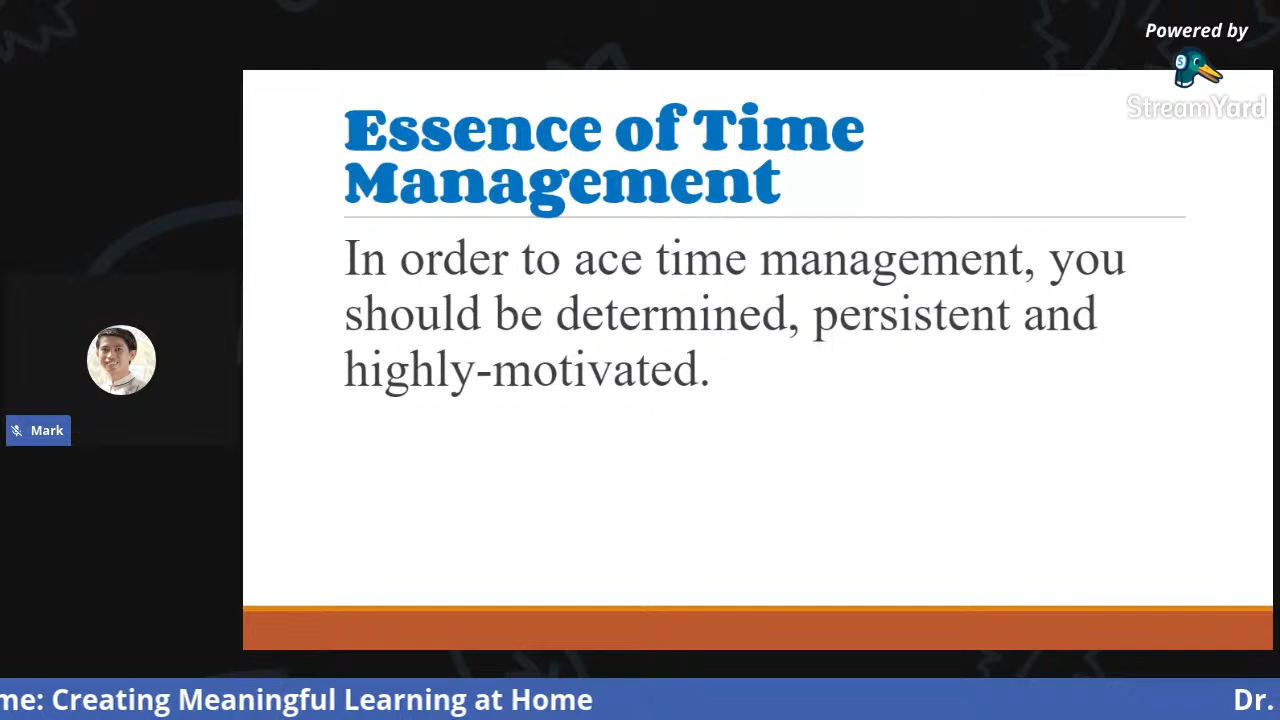 Powered by
StreamYard
Essence of Time
Management
In order to ace time management, you
should be determined, persistent and
highly-motivated.
Mark
me: Creating Meaningful Learning at Home
Dr.